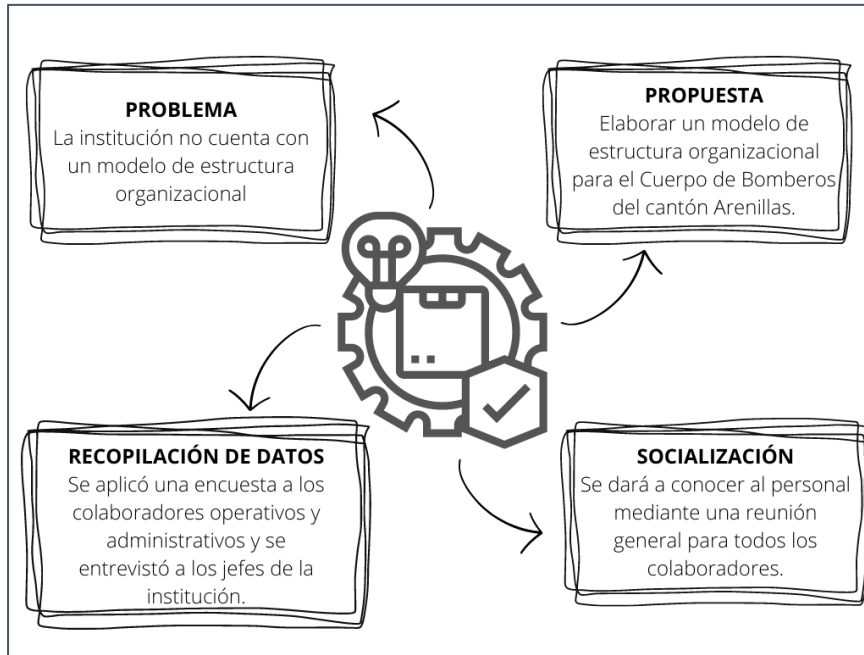 PROBLEMA
La institución no cuenta con
un modelo de estructura
organizacional
PROPUESTA
Elaborar un modelo de
estructura organizacional
para el Cuerpo de Bomberos
del cantón Arenillas.
RECOPILACIÓN DE DATOS
Se aplicó una encuesta a los
colaboradores operativos y
administrativos y se
entrevistó a los jefes de la
institución.
SOCIALIZACIÓN
Se dará a conocer al personal
mediante una reunión
general para todos los
colaboradores.